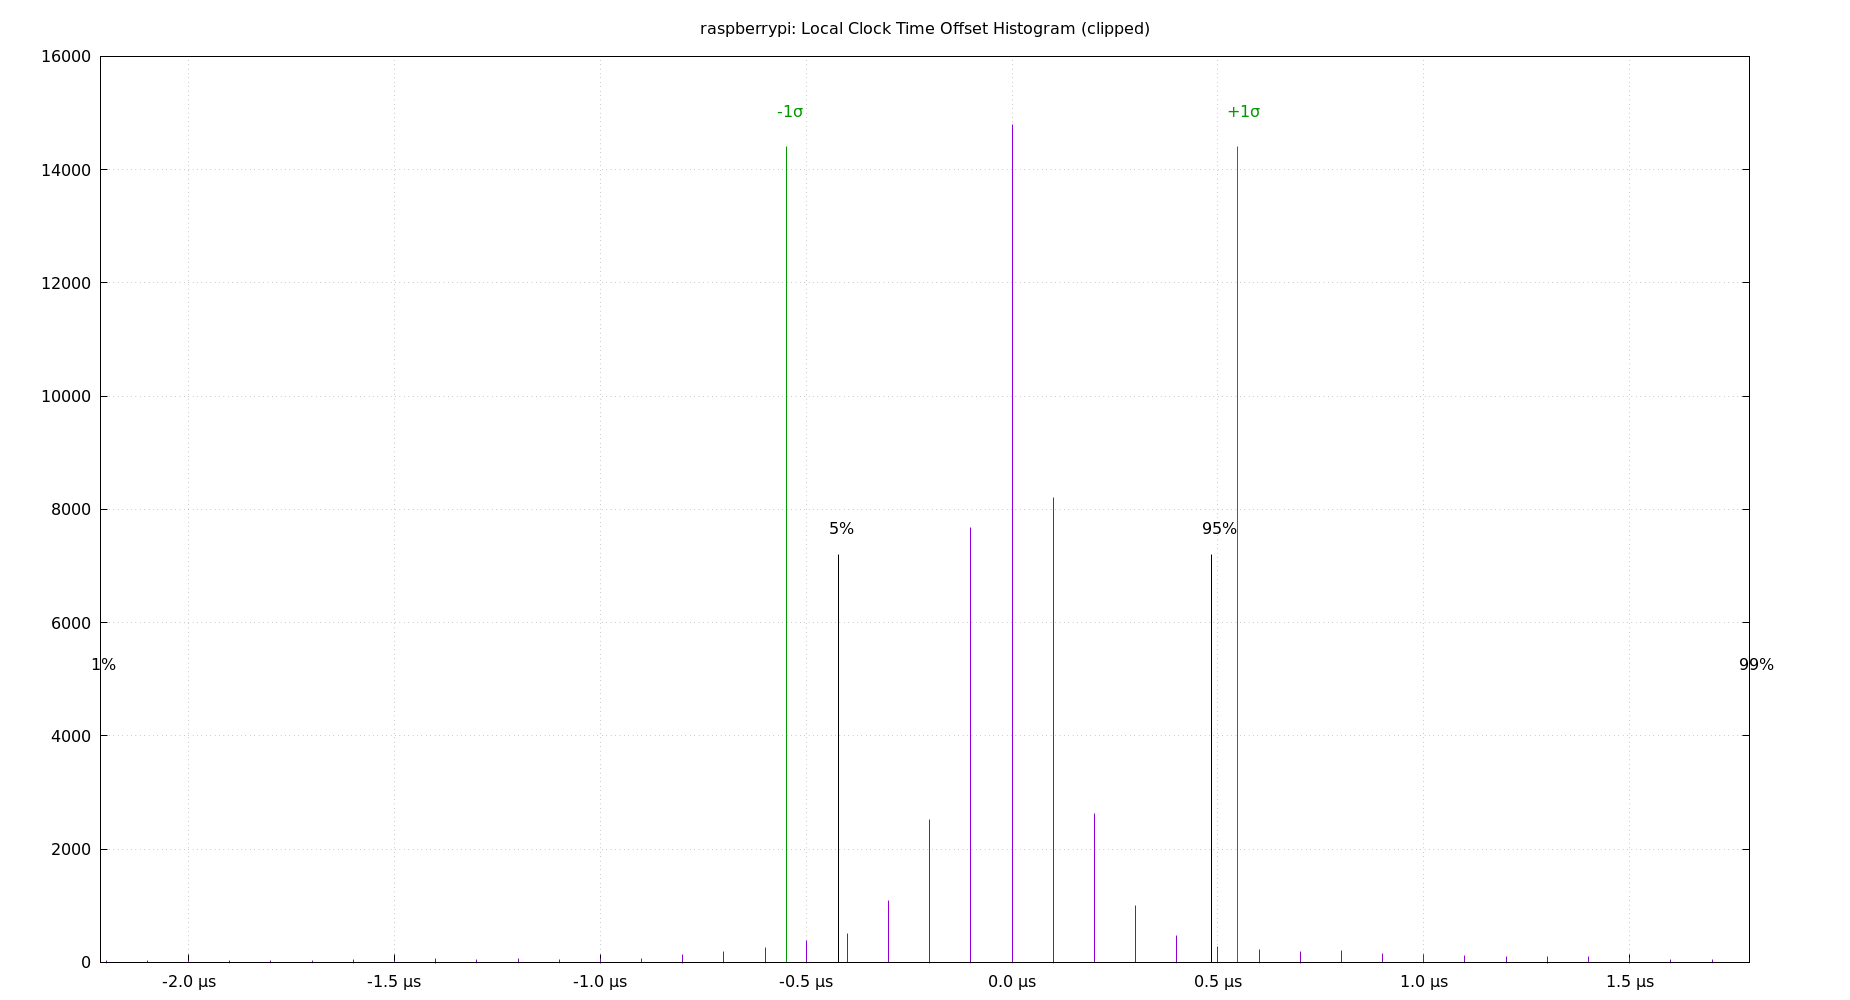 raspberrypi: Local Clock Time Offset Histogram (clipped)
16000
-1σ
+1σ
14000
12000
10000
8000
5%
95%
6000
1%
99%
4000
2000
0
-2.0 µs
-1.5 µs
-1.0 µs
-0.5 µs
0.0 µs
0.5 µs
1.0 µs
1.5 µs